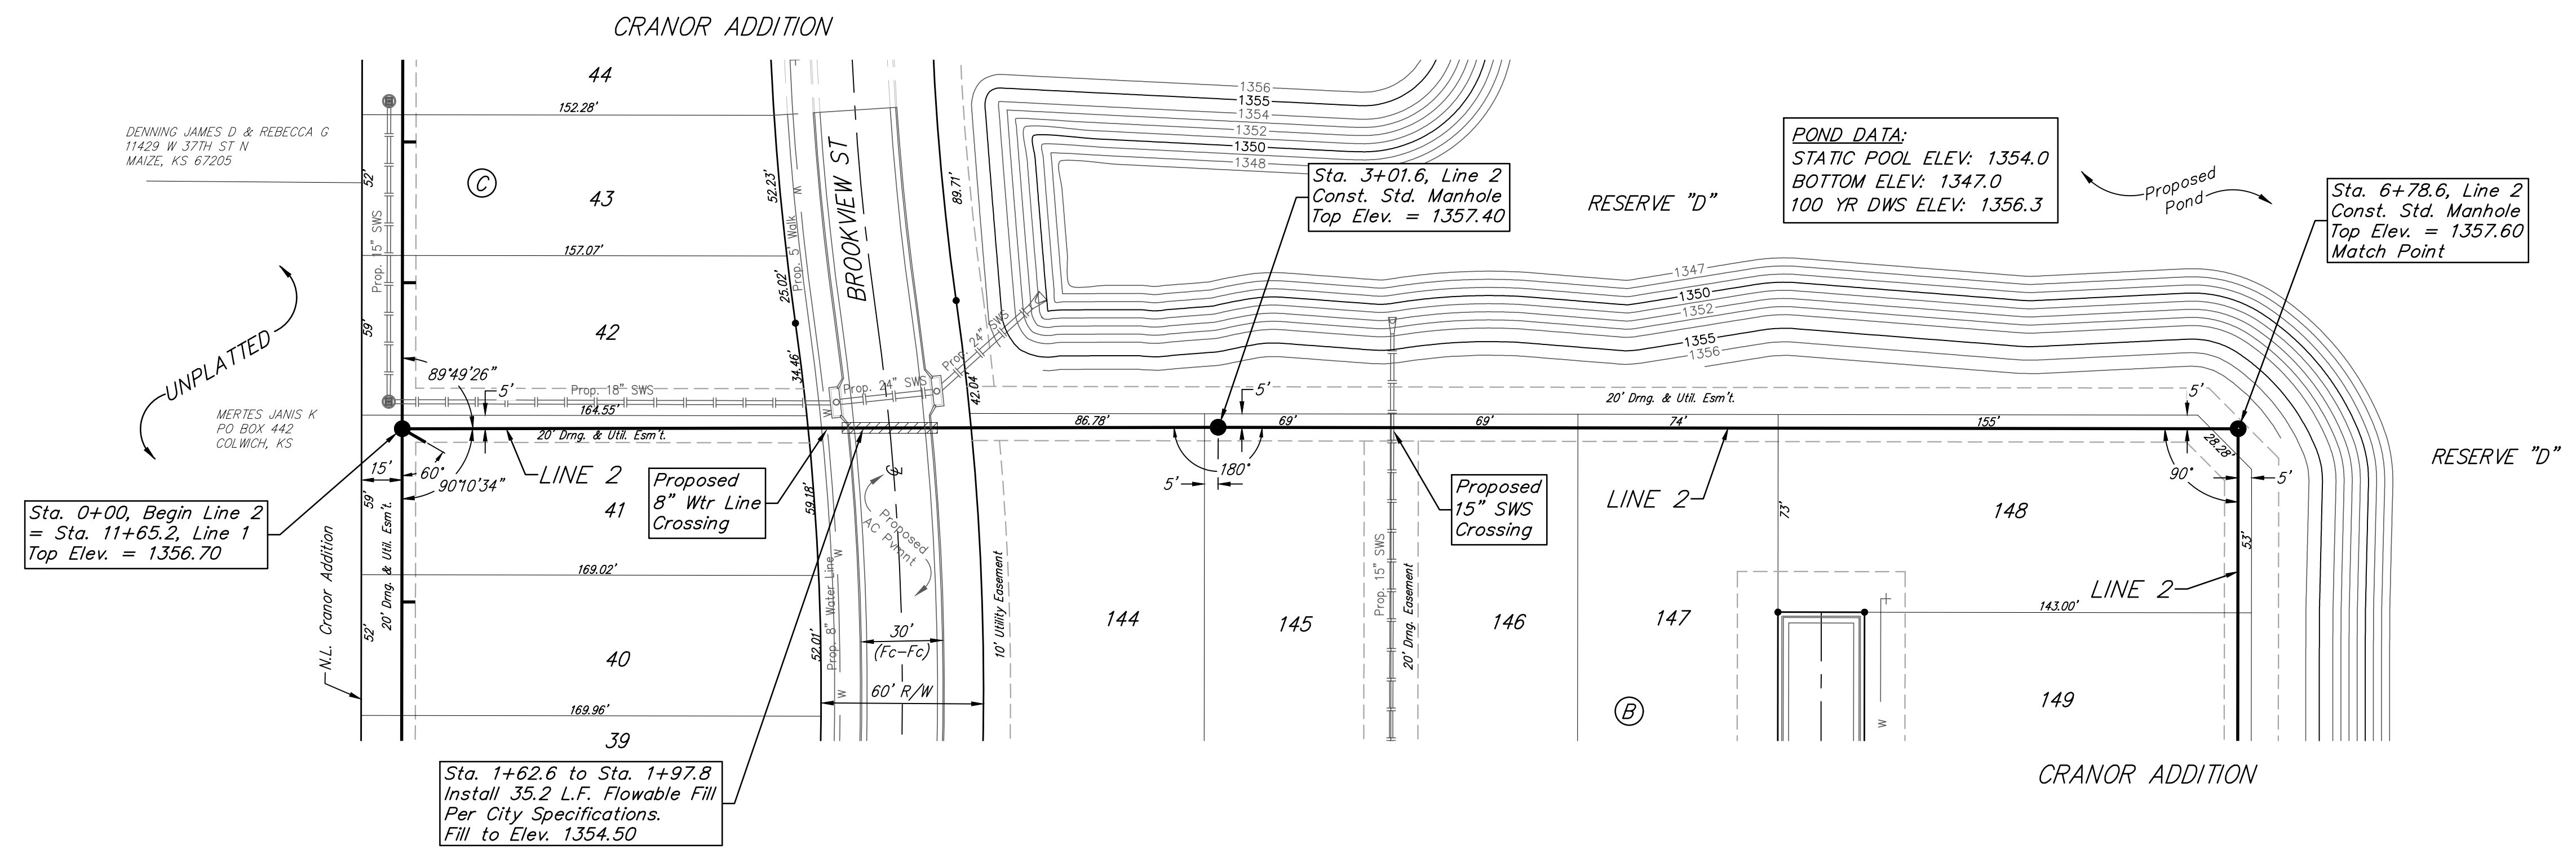 CRANOR ADDITION
44
152.28'
DENNING JAMES D & REBECCA G
11429 W 37TH ST N
MAIZE, KS 67205
C
52'
43
52.23'
Prop. 15" SWS
157.07'
25.02'
Prop. 5' Walk
W
BROOKVIEW ST
89.71'
1356
1355
1354
1352
1350
1348
Sta. 3+01.6, Line 2
Const. Std. Manhole
Top Elev. = 1357.40
RESERVE "D"
POND DATA:
STATIC POOL ELEV: 1354.0
BOTTOM ELEV: 1347.0
100 YR DWS ELEV: 1356.3
Proposed
Pond
Sta. 6+78.6, Line 2
Const. Std. Manhole
Top Elev. = 1357.60
Match Point
1347
1350
1352
1355
1356
UNPLATTED
59'
42
34.46'
Prop. 24" SWS
89°49'26"
5'
Prop. 18" SWS
Prop. 24" SWS
42.04'
MERTES JANIS K
PO BOX 442
COLWICH, KS
164.55'
W
20' Drng. & Util. Esm't.
86.78'
5'
69'
69'
20' Drng. & Util. Esm't.
74'
155'
5'
28.28'
RESERVE "D"
15'
60°
90°10'34"
LINE 2
Proposed
8" Wtr Line
Crossing
180°
5'
Proposed
15" SWS
Crossing
LINE 2
90°
5'
Sta. 0+00, Begin Line 2
= Sta. 11+65.2, Line 1
Top Elev. = 1356.70
59'
41
59.18'
Proposed
AC Pvmnt
73'
148
53'
20' Drng. & Util. Esm't.
N.L. Cranor Addition
169.02'
W
Prop. 8" Water Line
10' Utility Easement
Prop. 15" SWS
20' Drng. Easement
LINE 2
143.00'
52'
40
52.01'
30'
(Fc-Fc)
144
145
146
147
W
60' R/W
W
169.96'
39
B
149
Sta. 1+62.6 to Sta. 1+97.8
Install 35.2 L.F. Flowable Fill
Per City Specifications.
Fill to Elev. 1354.50
CRANOR ADDITION